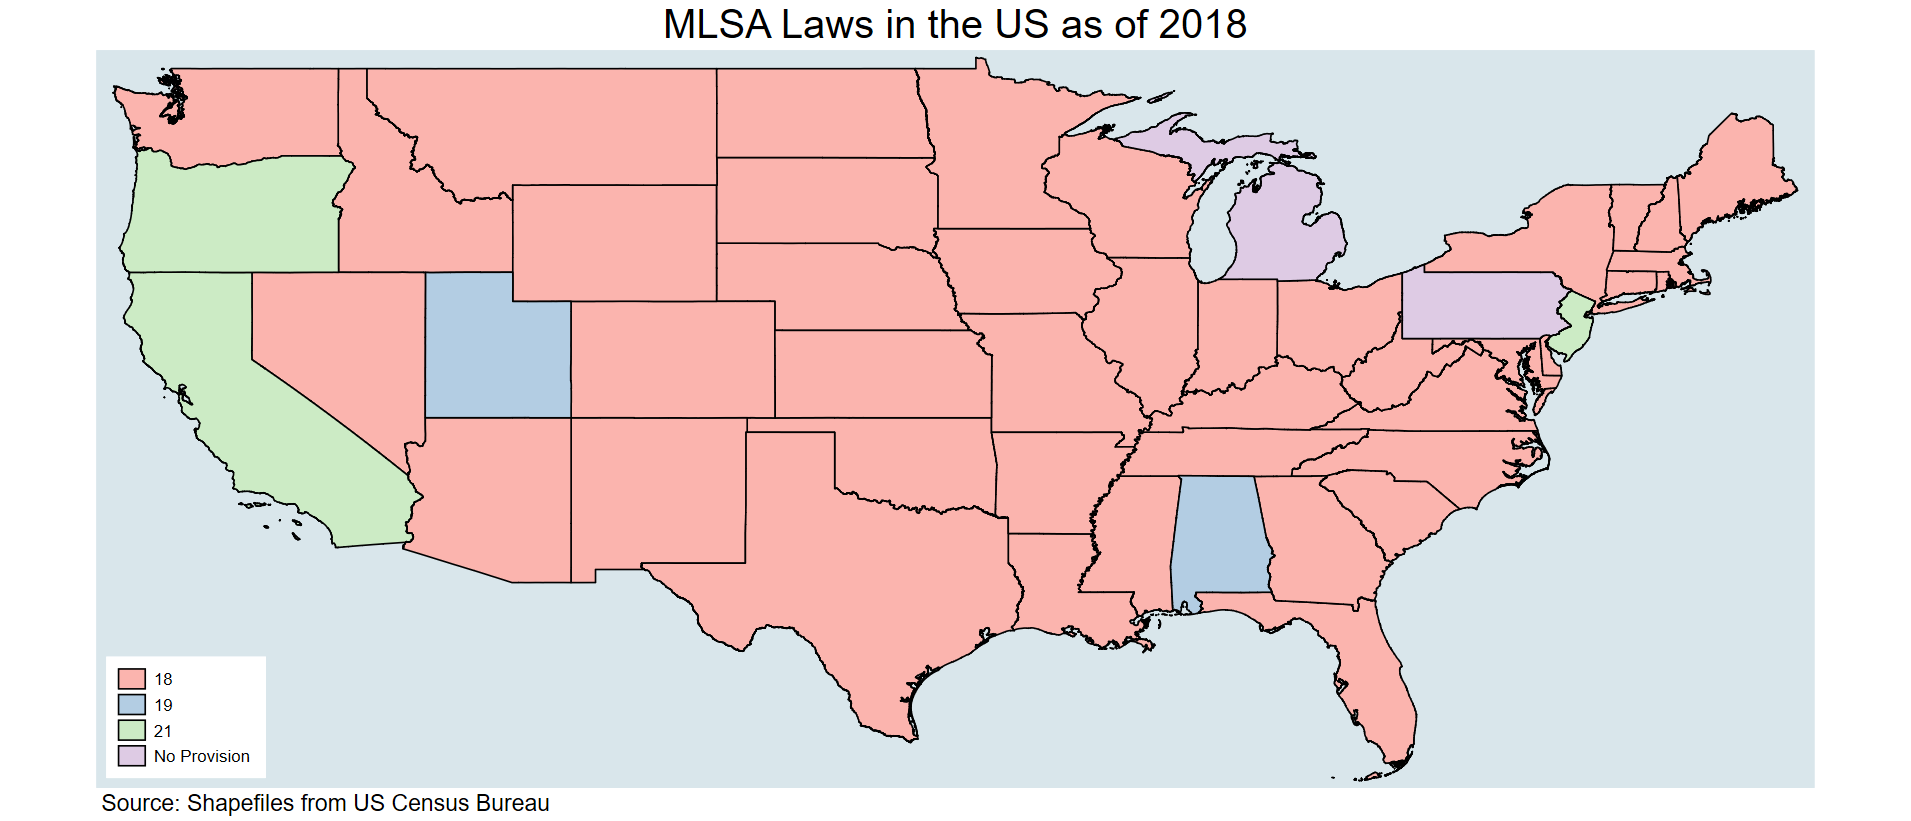 MLSA Laws in the US as of 2018
18
19
21
No Provision
Source: Shapefiles from US Census Bureau